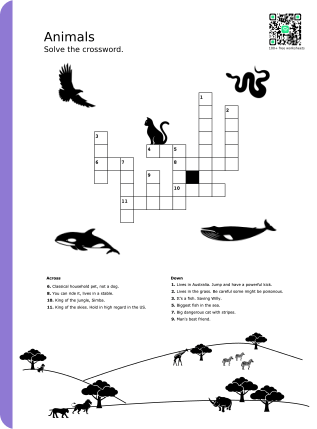 Animals
Solve the crossword.
100+ free worksheets
1
2
3
4
5
6
7
8
9
10
11
Across
6. Classical household pet, not a dog.
8. You can ride it, lives in a stable.
10. King of the jungle, Simba.
11. King of the skies. Hold in high regard in the US.
Down
1. Lives in Australia. Jump and have a powerful kick.
2. Lives in the grass. Be careful some might be poisonous.
3. It's a fish. Saving Willy.
5. Biggest fish in the sea.
7. Big dangerous cat with stripes.
9. Man's best friend.